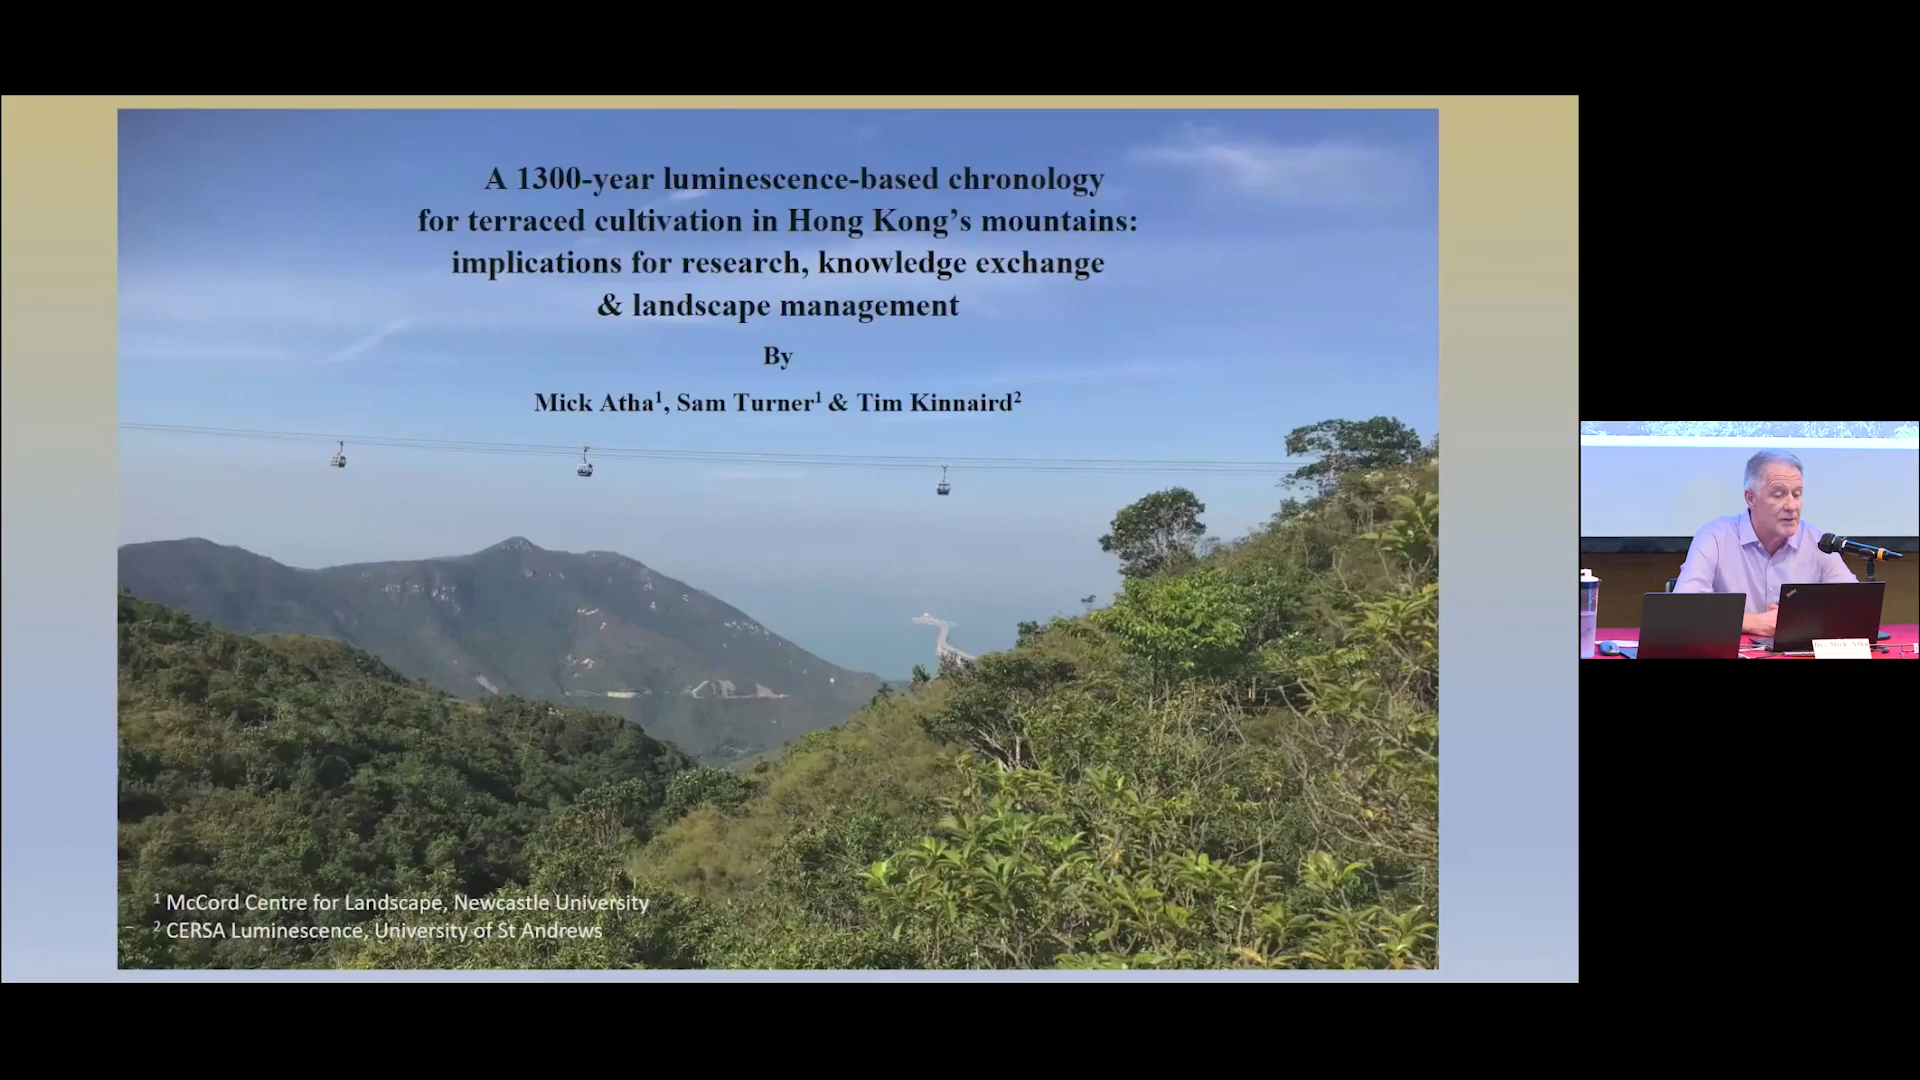 A 1300-year luminescence-based chronology
for terraced cultivation in Hong Kong’s mountains:
implications for research, knowledge exchange
& landscape management
By
Mick Atha¹, Sam Turner¹ & Tim Kinnaird²
¹ McCord Centre for Landscape, Newcastle University
² CERSA Luminescence, University of St Andrews